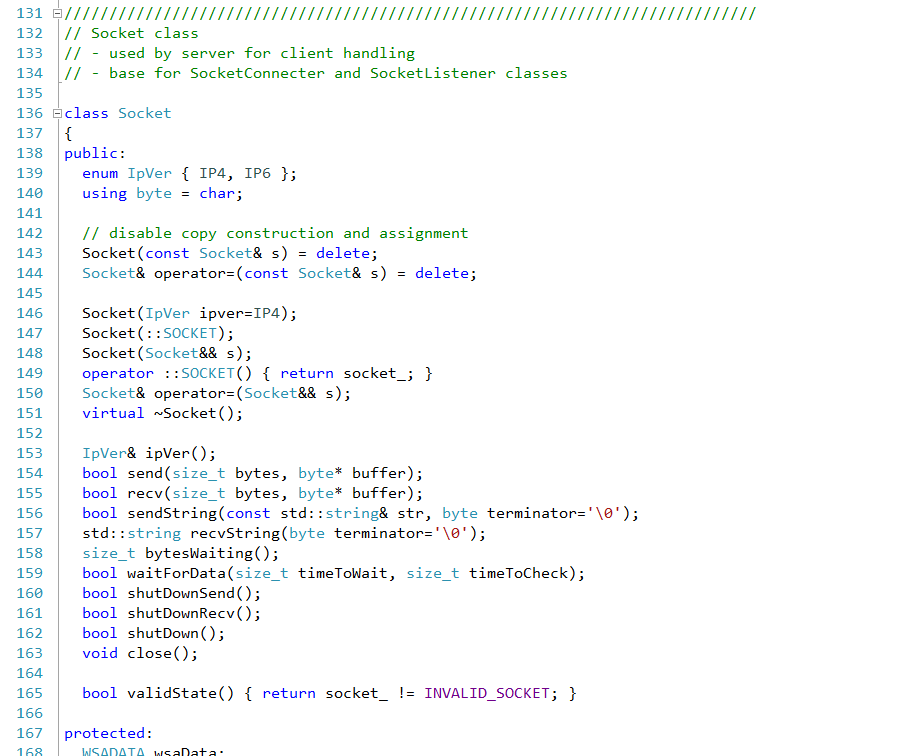 131 ////////////////////////////////////////////////////////////////////////////
132 // Socket class
133 // - used by server for client handling
134 // - base for SocketConnecter and SocketListener classes
135
136 class Socket
137 {
138 public:
139   enum IpVer { IP4, IP6 };
140   using byte = char;
141
142   // disable copy construction and assignment
143   Socket(const Socket& s) = delete;
144   Socket& operator=(const Socket& s) = delete;
145
146   Socket(IpVer ipver=IP4);
147   Socket(::SOCKET);
148   Socket(Socket&& s);
149   operator ::SOCKET() { return socket_; }
150   Socket& operator=(Socket&& s);
151   virtual ~Socket();
152
153   IpVer& ipVer();
154   bool send(size_t bytes, byte* buffer);
155   bool recv(size_t bytes, byte* buffer);
156   bool sendString(const std::string& str, byte terminator='\0');
157   std::string recvString(byte terminator='\0');
158   size_t bytesWaiting();
159   bool waitForData(size_t timeToWait, size_t timeToCheck);
160   bool shutDownSend();
161   bool shutDownRecv();
162   bool shutDown();
163   void close();
164
165   bool validState() { return socket_ != INVALID_SOCKET; }
166
167 protected:
168   WSADATA wsaData;